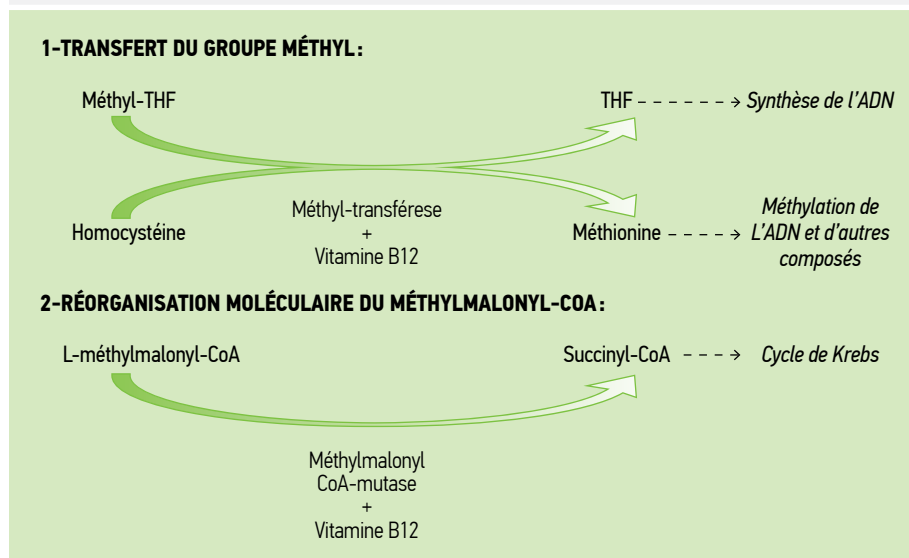 1-TRANSFERT DU GROUPE MÉTHYL:
Méthyl-THF
THF
Synthèse de l'ADN
Homocystéine
Méthyl-transférese
+
Vitamine B12
Méthionine
Méthylation de
L'ADN et d'autres
composés
2-RÉORGANISATION MOLÉCULAIRE DU MÉTHYLMALONYL-COA:
L-méthylmalonyl-CoA
Succinyl-CoA
Cycle de Krebs
Méthylmalonyl
CoA-mutase
+
Vitamine B12